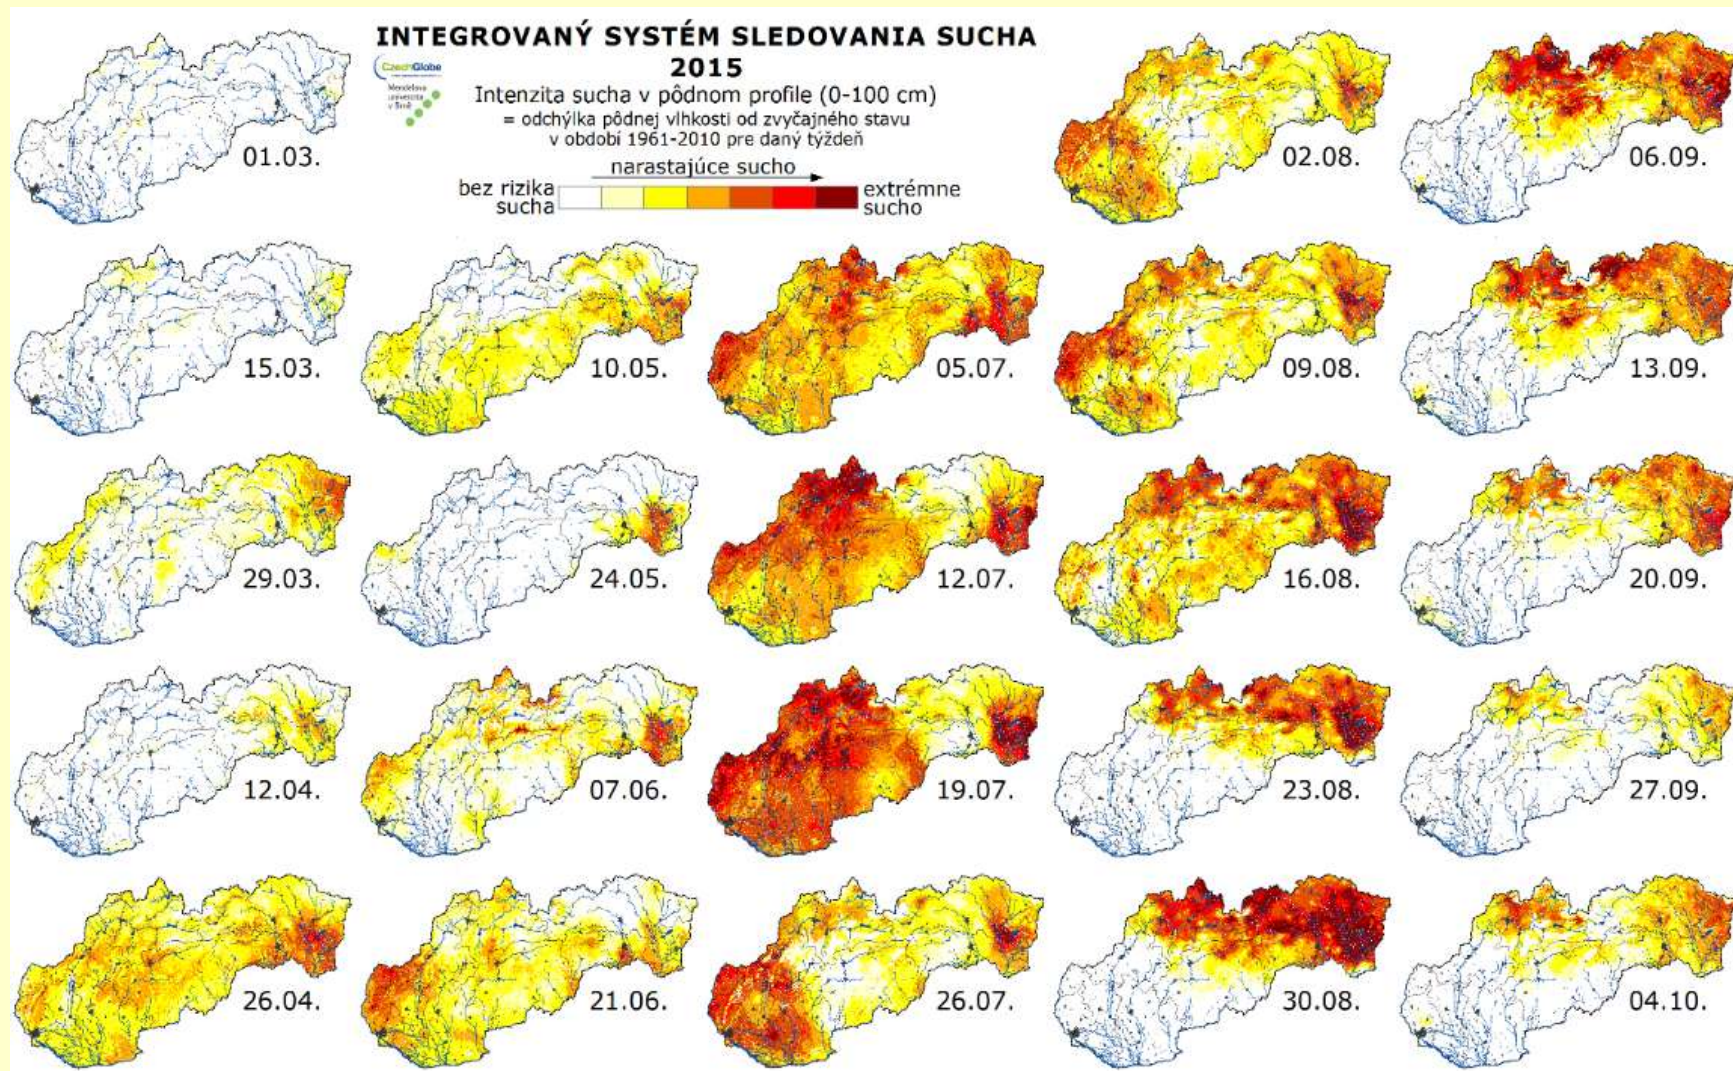 INTEGROVANÝ SYSTÉM SLEDOVANIA SUCHA
2015
CzechGlobe
Mendelova
univerzita
v Brně
Intenzita sucha v pôdnom profile (0-100 cm)
= odchýlka pôdnej vlhkosti od zvyčajného stavu
v období 1961-2010 pre daný týždeň
narastajúce sucho
bez rizika
sucha
extrémne
sucho
01.03.
02.08.
06.09.
15.03.
10.05.
05.07.
09.08.
13.09.
29.03.
24.05.
12.07.
16.08.
20.09.
12.04.
07.06.
19.07.
23.08.
27.09.
26.04.
21.06.
26.07.
30.08.
04.10.